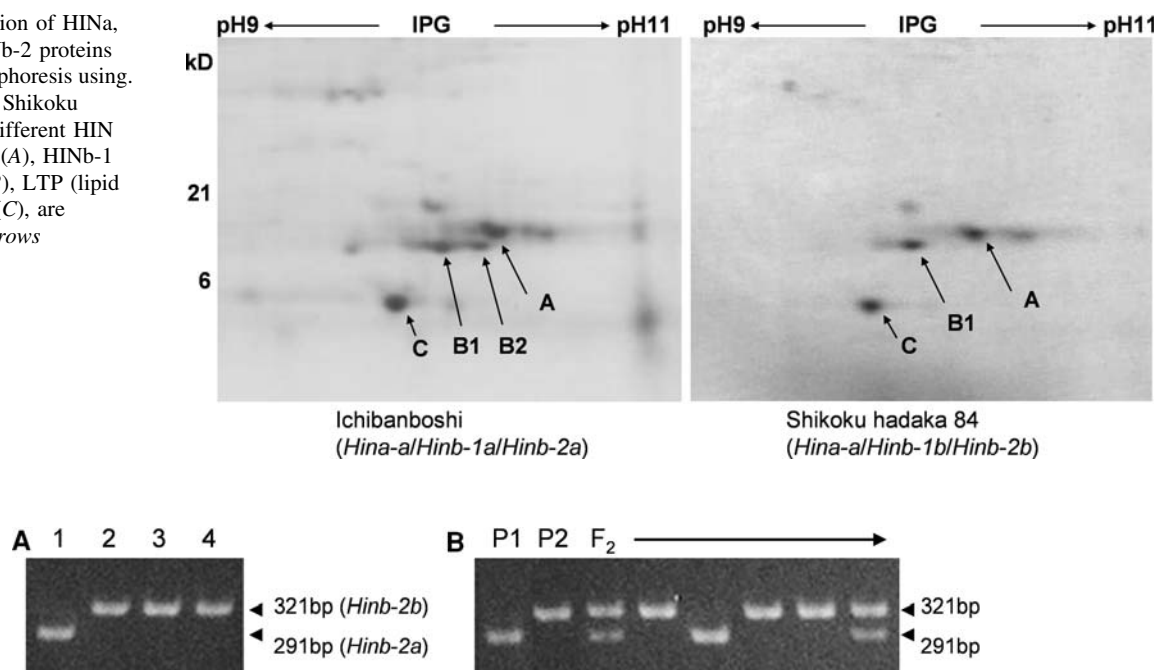 ion of HINa,
b-2 proteins
phoresis using.
Shikoku
ifferent HIN
(A), HINb-1
), LTP (lipid
(C), are
rows
pH9 IPG pH11
kD
21
6
A
B1
B2
C
Ichibanboshi
(Hina-a/Hinb-1a/Hinb-2a)
pH9 IPG pH11
A
B1
C
Shikoku hadaka 84
(Hina-a/Hinb-1b/Hinb-2b)
A 1 2 3 4
321bp (Hinb-2b)
291bp (Hinb-2a)
B P1 P2 F₂
321bp
291bp